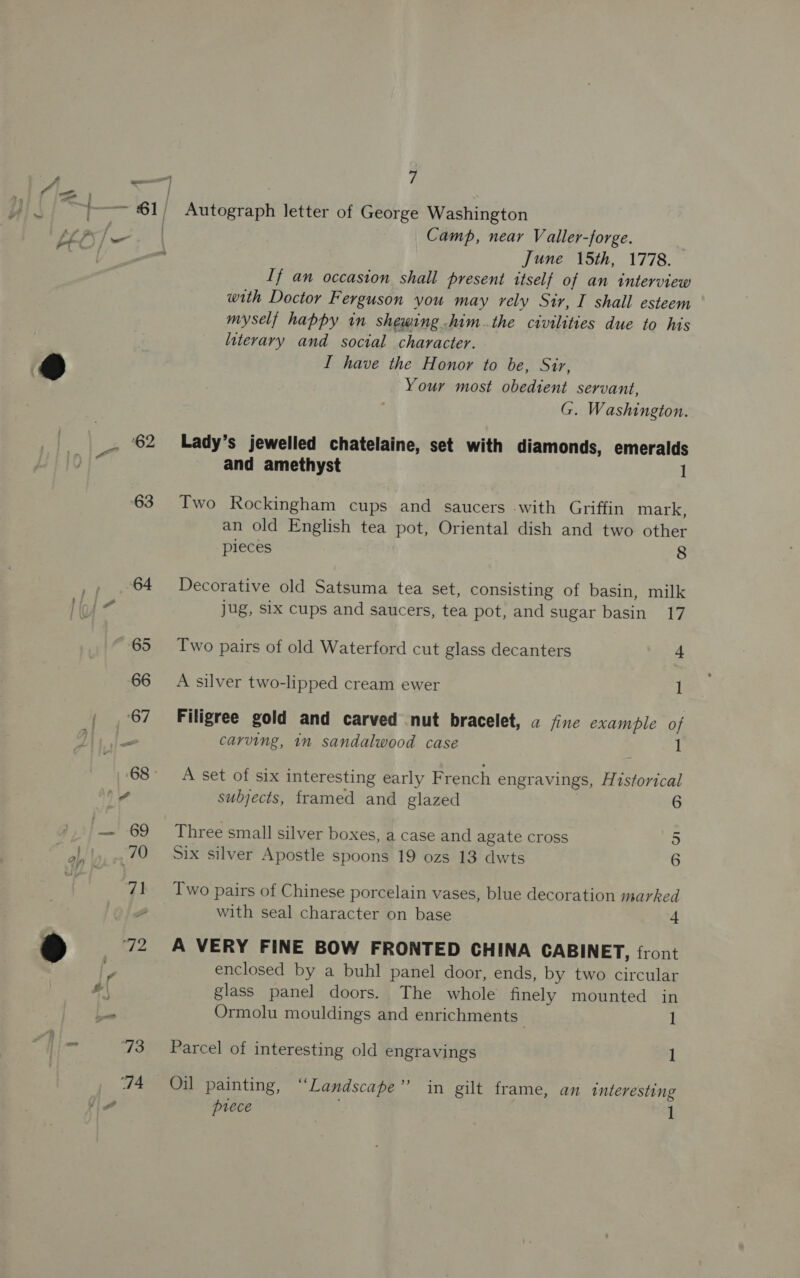 7
61 Autograph letter of George Washington
Camp, near Valler-forge.
June 15th, 1778.
If an occasion shall present itself of an interview
with Doctor Ferguson you may rely Sir, I shall esteem
myself happy in shewing him the civilities due to his
literary and social character.
I have the Honor to be, Sir,
Your most obedient servant,
G. Washington.
62 Lady's jewelled chatelaine, set with diamonds, emeralds
and amethyst 1
63 Two Rockingham cups and saucers with Griffin mark,
an old English tea pot, Oriental dish and two other
pieces 8
64 Decorative old Satsuma tea set, consisting of basin, milk
jug, six cups and saucers, tea pot, and sugar basin 17
65 Two pairs of old Waterford cut glass decanters 4
66 A silver two-lipped cream ewer 1
67 Filigree gold and carved nut bracelet, a fine example of
carving, in sandalwood case 1
68 A set of six interesting early French engravings, Historical
subjects, framed and glazed 6
69 Three small silver boxes, a case and agate cross 5
70 Six silver Apostle spoons 19 ozs 13 dwts 6
71 Two pairs of Chinese porcelain vases, blue decoration marked
with seal character on base 4
72 A VERY FINE BOW FRONTED CHINA CABINET, front
enclosed by a buhl panel door, ends, by two circular
glass panel doors. The whole finely mounted in
Ormolu mouldings and enrichments 1
73 Parcel of interesting old engravings 1
74 Oil painting, "Landscape" in gilt frame, an interesting
piece 1